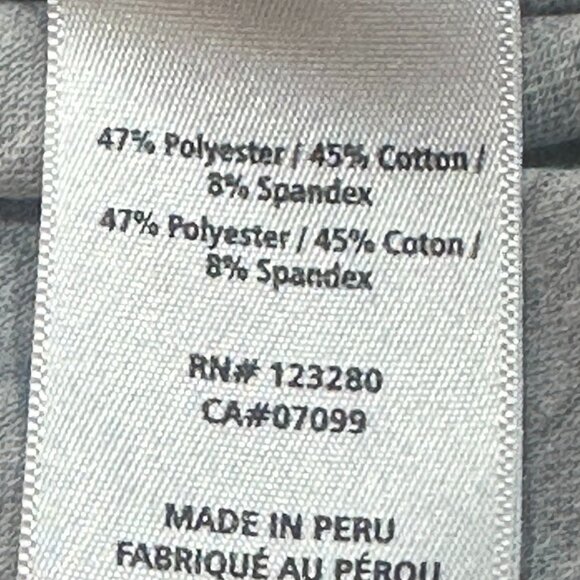 47% Polyester / 45% Cotton /
8% Spandex
47% Polyester / 45% Coton /
8% Spandex
RN# 123280
CA#07099
MADE IN PERU
FABRIQUÉ AU PÉROU